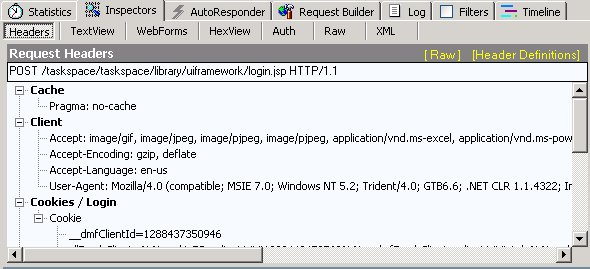 Statistics Inspectors AutoResponder Request Builder Log Filters Timeline
Headers TextView WebForms HexView Auth Raw XML
Request Headers [ Raw ] [Header Definitions]
POST /taskspace/taskspace/library/uiframework/login.jsp HTTP/1.1
Cache
Pragma: no-cache
Client
Accept: image/gif, image/jpeg, image/pjpeg, image/pjpeg, application/vnd.ms-excel, application/vnd.ms-pow
Accept-Encoding: gzip, deflate
Accept-Language: en-us
User-Agent: Mozilla/4.0 (compatible; MSIE 7.0; Windows NT 5.2; Trident/4.0; GTB6.6; .NET CLR 1.1.4322; In
Cookies / Login
Cookie
__dmfClientId=1288437350946